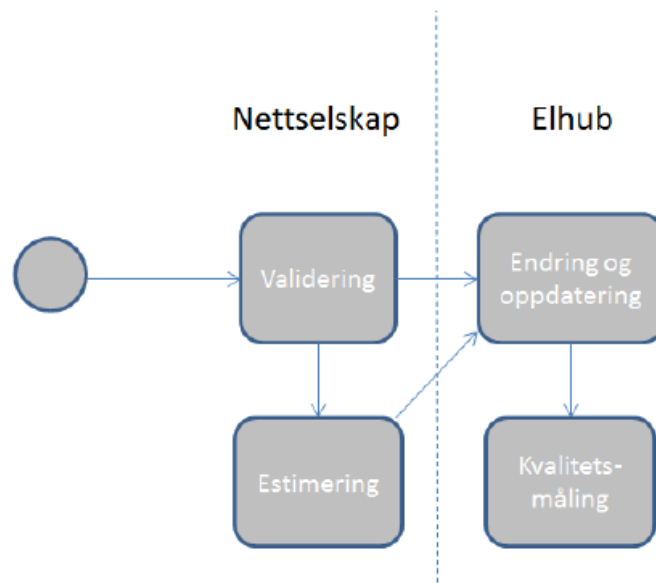 Nettselskap
Elhub
Validering
Endring og
oppdatering
Estimering
Kvalitets-
måling